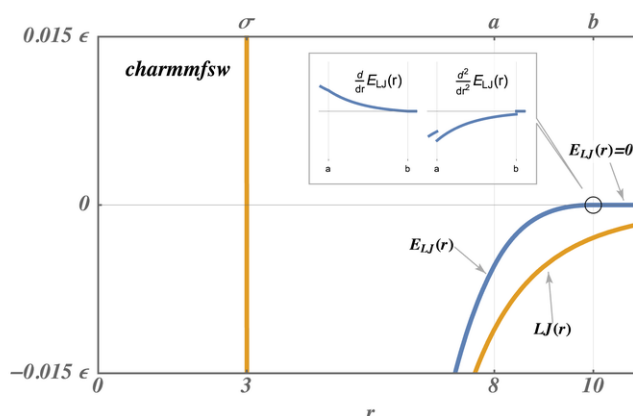 σ a b
0.015 ϵ
charmmfsw
d/dr E_LJ(r) d²/dr² E_LJ(r)
a b a b
E_LJ(r)=0
0
E_LJ(r)
LJ(r)
−0.015 ϵ
0 3 8 10
r